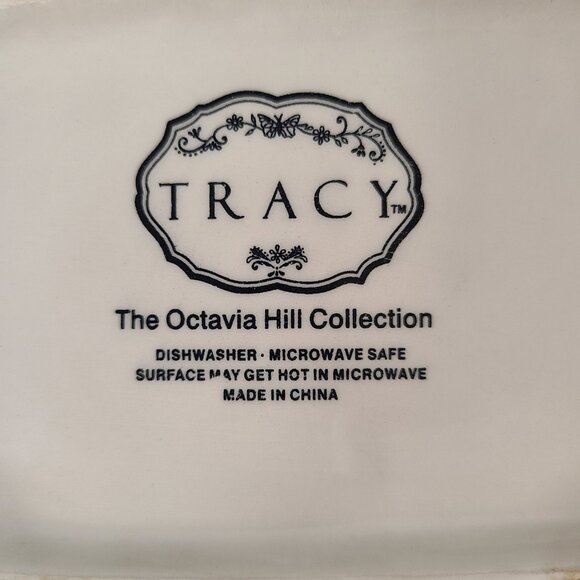 TRACY™
The Octavia Hill Collection
DISHWASHER · MICROWAVE SAFE
SURFACE MAY GET HOT IN MICROWAVE
MADE IN CHINA